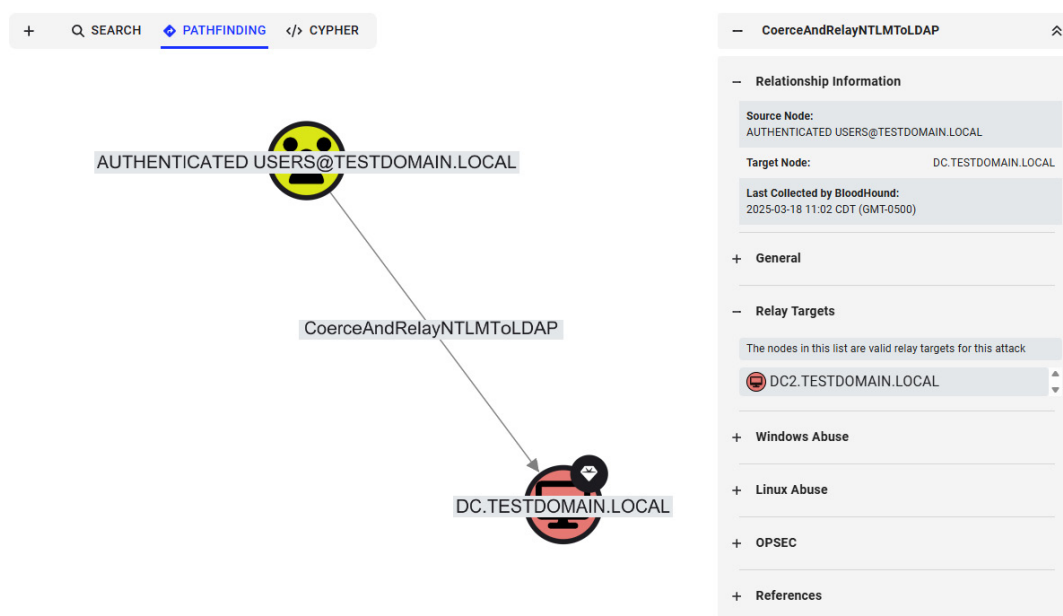 + SEARCH PATHFINDING </> CYPHER
AUTHENTICATED USERS@TESTDOMAIN.LOCAL
CoerceAndRelayNTLMToLDAP
DC.TESTDOMAIN.LOCAL
− CoerceAndRelayNTLMToLDAP
− Relationship Information
Source Node:
AUTHENTICATED USERS@TESTDOMAIN.LOCAL
Target Node: DC.TESTDOMAIN.LOCAL
Last Collected by BloodHound:
2025-03-18 11:02 CDT (GMT-0500)
+ General
− Relay Targets
The nodes in this list are valid relay targets for this attack
DC2.TESTDOMAIN.LOCAL
+ Windows Abuse
+ Linux Abuse
+ OPSEC
+ References